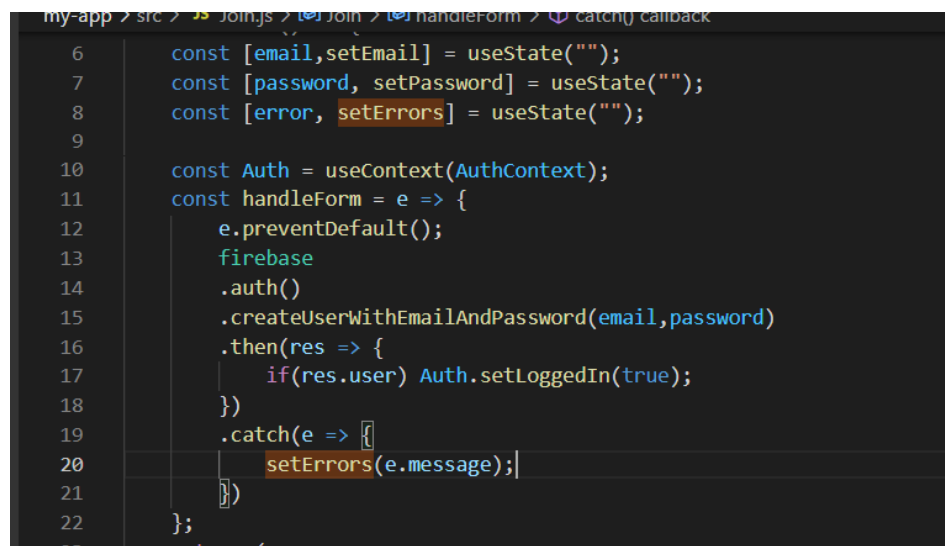 my-app > src > JS Join.js > Join > handleForm > catch() callback
6 const [email,setEmail] = useState("");
7 const [password, setPassword] = useState("");
8 const [error, setErrors] = useState("");
9
10 const Auth = useContext(AuthContext);
11 const handleForm = e => {
12 e.preventDefault();
13 firebase
14 .auth()
15 .createUserWithEmailAndPassword(email,password)
16 .then(res => {
17 if(res.user) Auth.setLoggedIn(true);
18 })
19 .catch(e => {
20 setErrors(e.message);
21 })
22 };